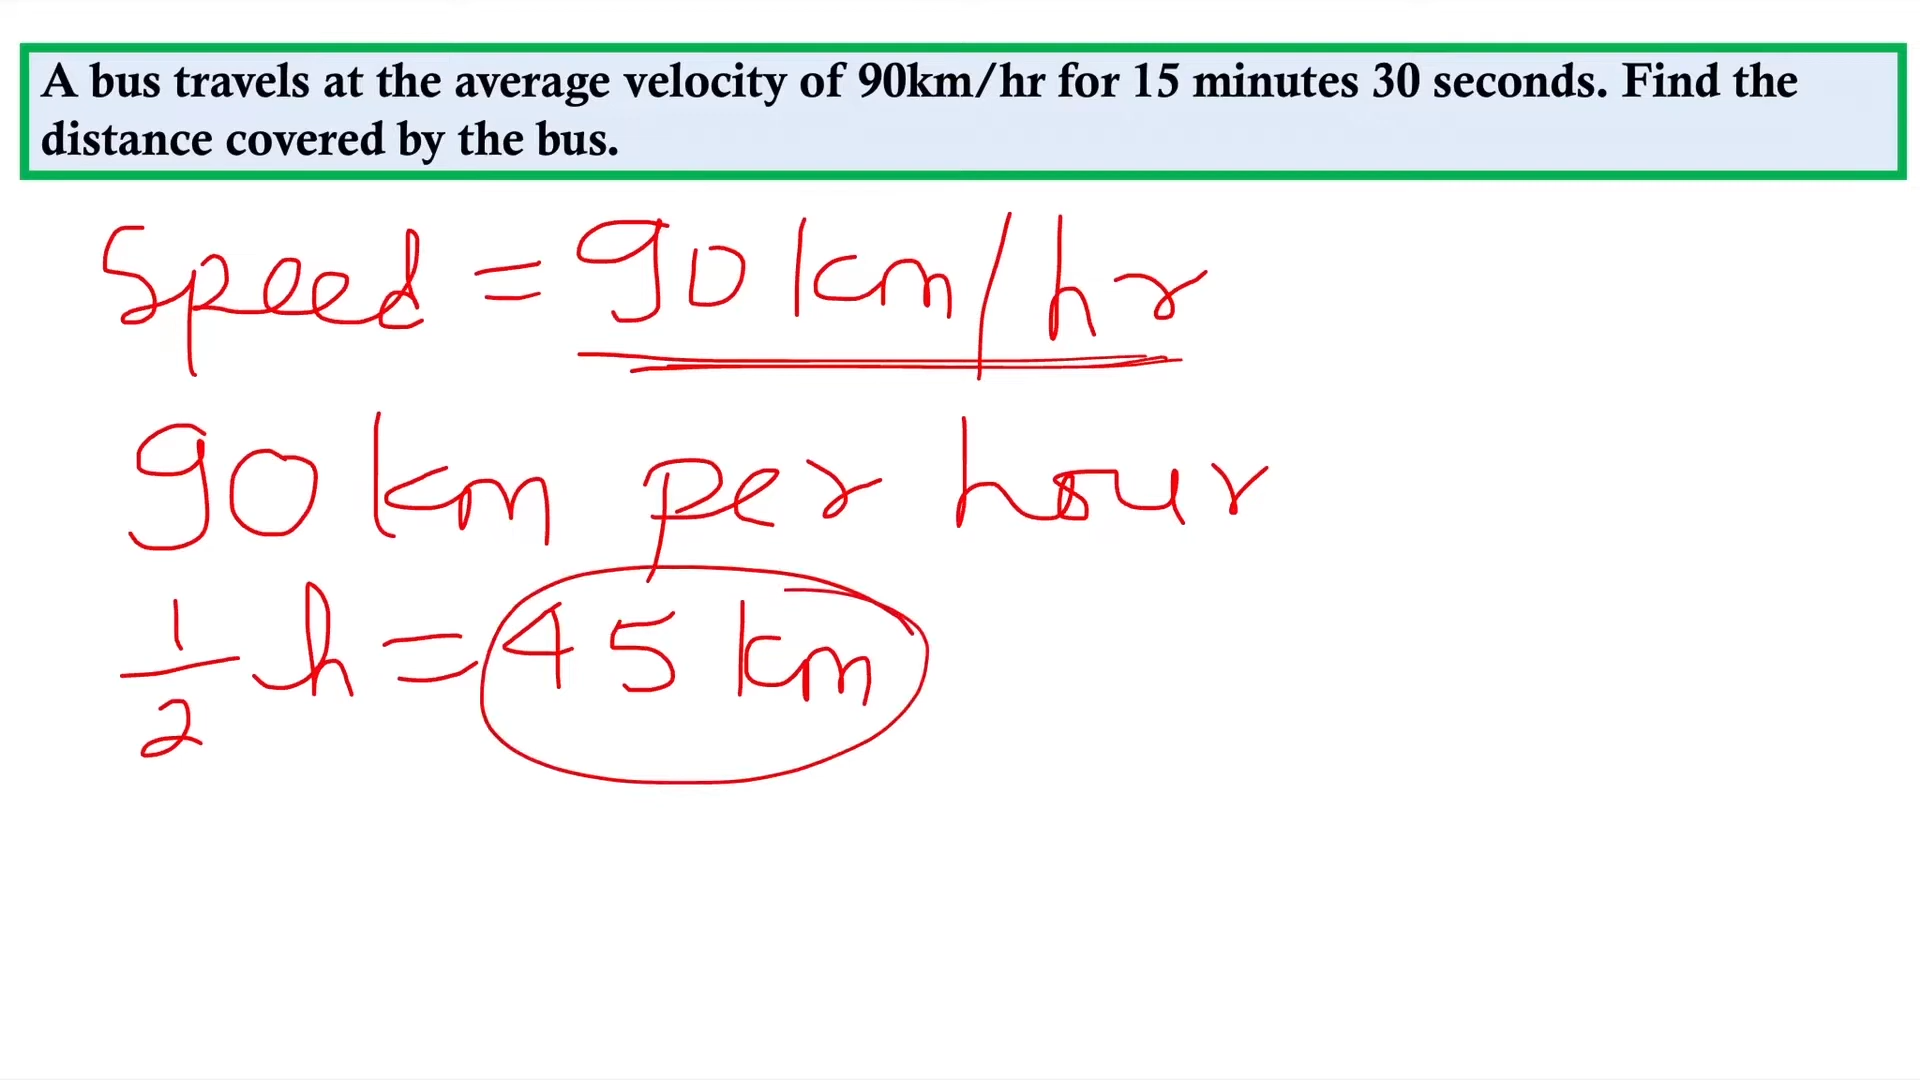 A bus travels at the average velocity of 90km/hr for 15 minutes 30 seconds. Find the
distance covered by the bus.
Speed = 90 km/hr
90 km per hour
1/2 h = 45 km